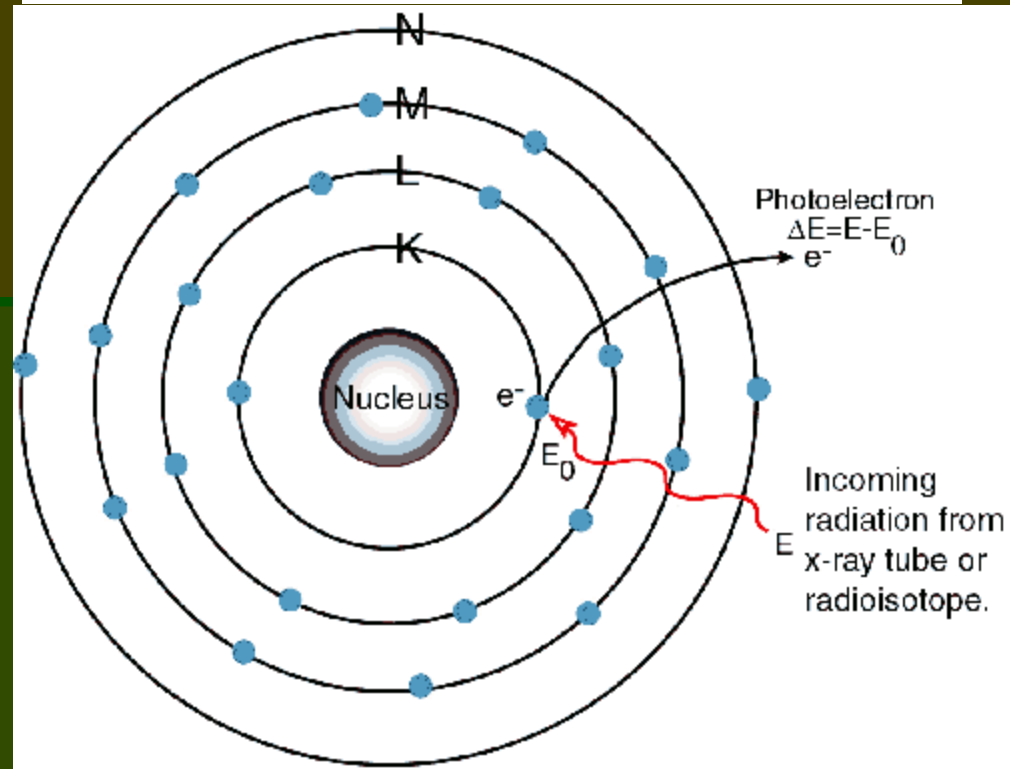 N
M
L
K
Photoelectron
ΔE=E-E₀
e⁻
Nucleus
e⁻
E₀
E
Incoming
radiation from
x-ray tube or
radioisotope.